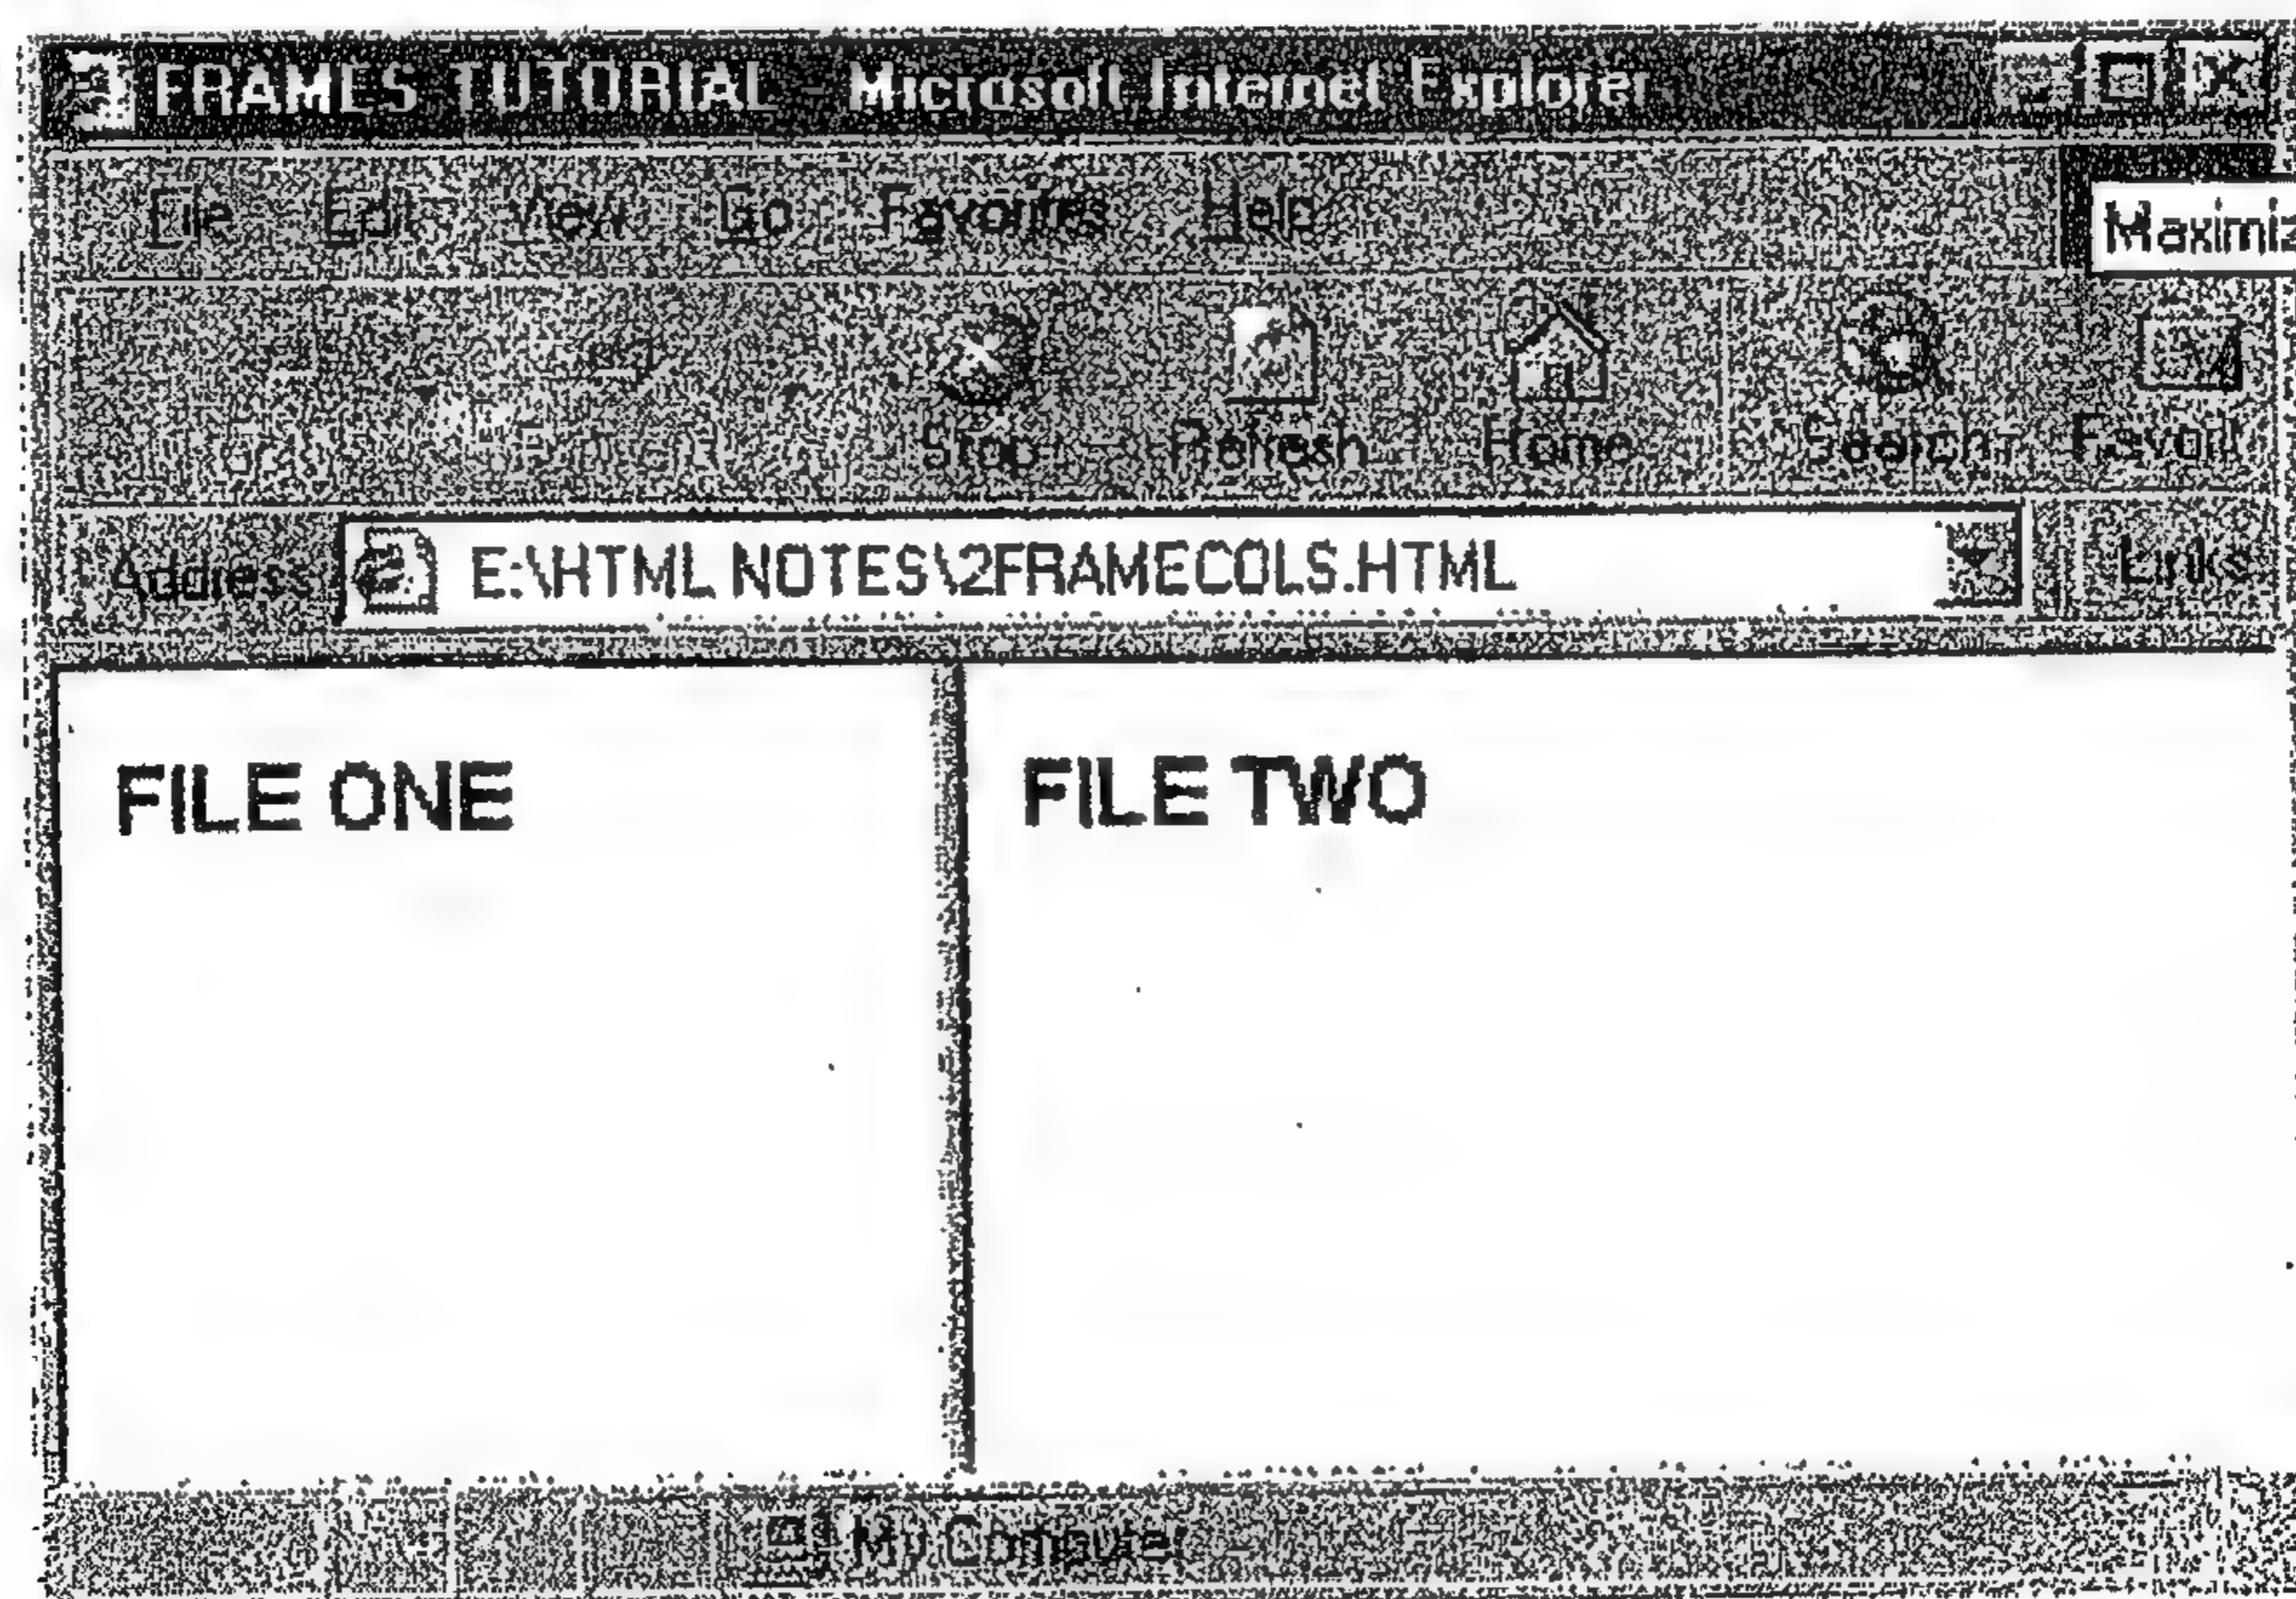 FRAMES TUTORIAL - Microsoft Internet Explorer
File Edit View Go Favorites Help
Maximiz
Stop Refresh Home Search Favorit
Address E:\HTML NOTES\2FRAMECOLS.HTML Links
FILE ONE FILE TWO
My Computer